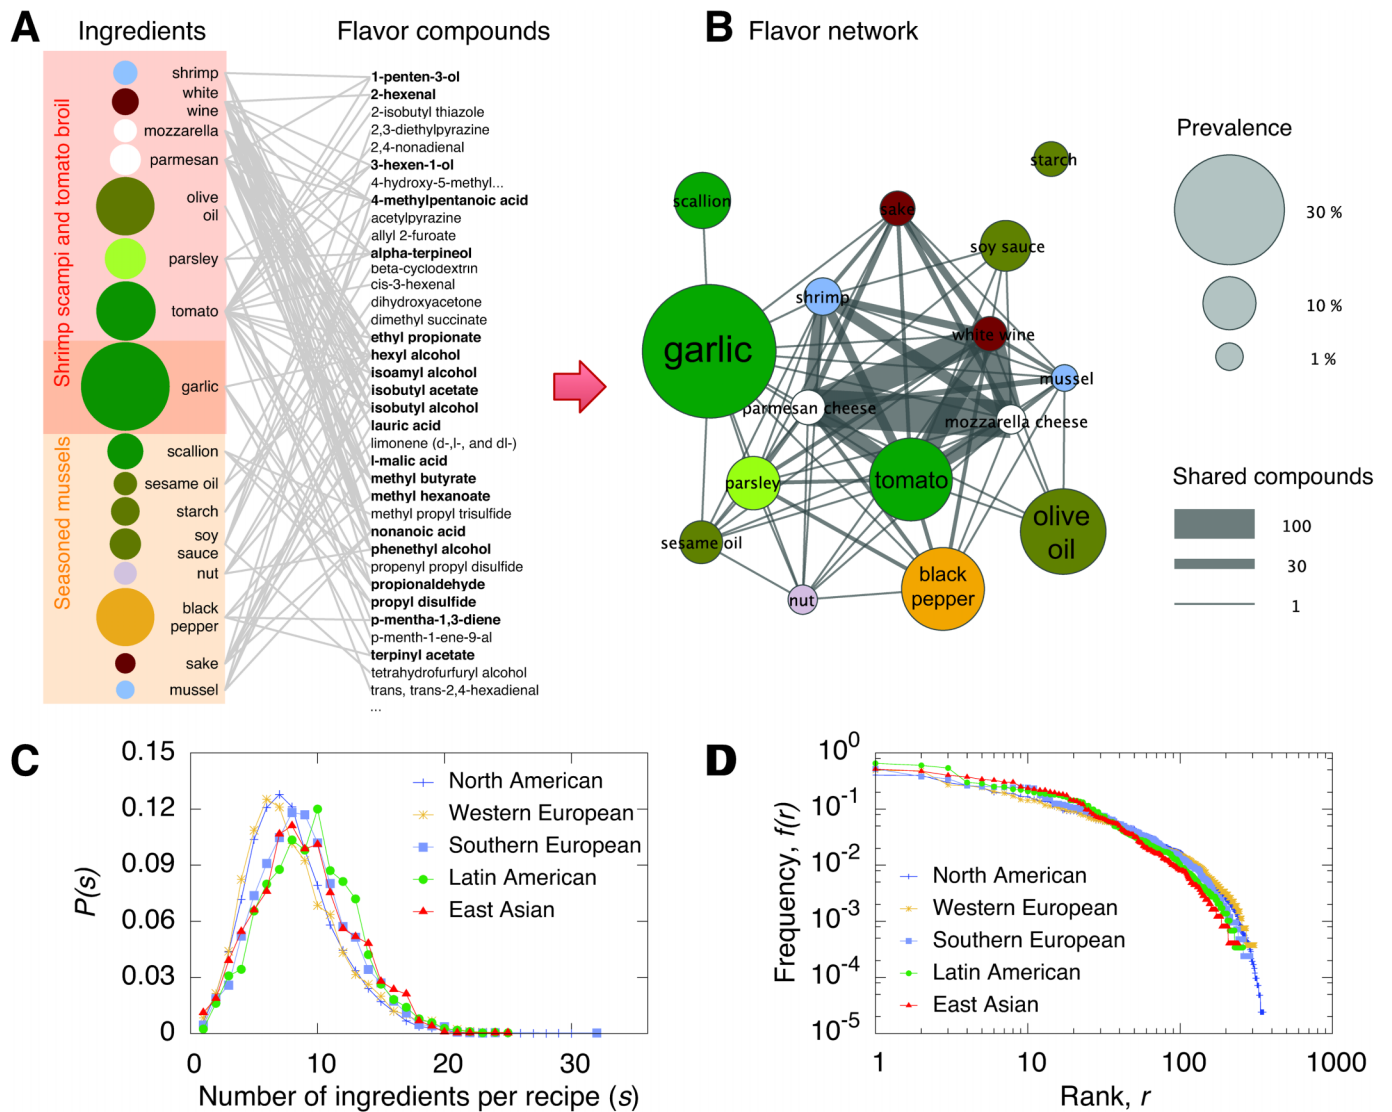 A
Ingredients
Flavor compounds
Shrimp scampi and tomato broil
Seasoned mussels
shrimp
white
wine
mozzarella
parmesan
olive
oil
parsley
tomato
garlic
scallion
sesame oil
starch
soy
sauce
nut
black
pepper
sake
mussel
1-penten-3-ol
2-hexenal
2-isobutyl thiazole
2,3-diethylpyrazine
2,4-nonadienal
3-hexen-1-ol
4-hydroxy-5-methyl...
4-methylpentanoic acid
acetylpyrazine
allyl 2-furoate
alpha-terpineol
beta-cyclodextrin
cis-3-hexenal
dihydroxyacetone
dimethyl succinate
ethyl propionate
hexyl alcohol
isoamyl alcohol
isobutyl acetate
isobutyl alcohol
lauric acid
limonene (d-,l-, and dl-)
l-malic acid
methyl butyrate
methyl hexanoate
methyl propyl trisulfide
nonanoic acid
phenethyl alcohol
propenyl propyl disulfide
propionaldehyde
propyl disulfide
p-mentha-1,3-diene
p-menth-1-ene-9-al
terpinyl acetate
tetrahydrofurfuryl alcohol
trans, trans-2,4-hexadienal
...
B
Flavor network
starch
scallion
sake
soy sauce
shrimp
white wine
garlic
mussel
parmesan cheese
mozzarella cheese
parsley
tomato
sesame oil
olive
oil
black
pepper
nut
Prevalence
30 %
10 %
1 %
Shared compounds
100
30
1
C
P(s)
0.15
0.12
0.09
0.06
0.03
0
North American
Western European
Southern European
Latin American
East Asian
0 10 20 30
Number of ingredients per recipe (s)
D
Frequency, f(r)
10^0
10^-1
10^-2
10^-3
10^-4
10^-5
North American
Western European
Southern European
Latin American
East Asian
1 10 100 1000
Rank, r